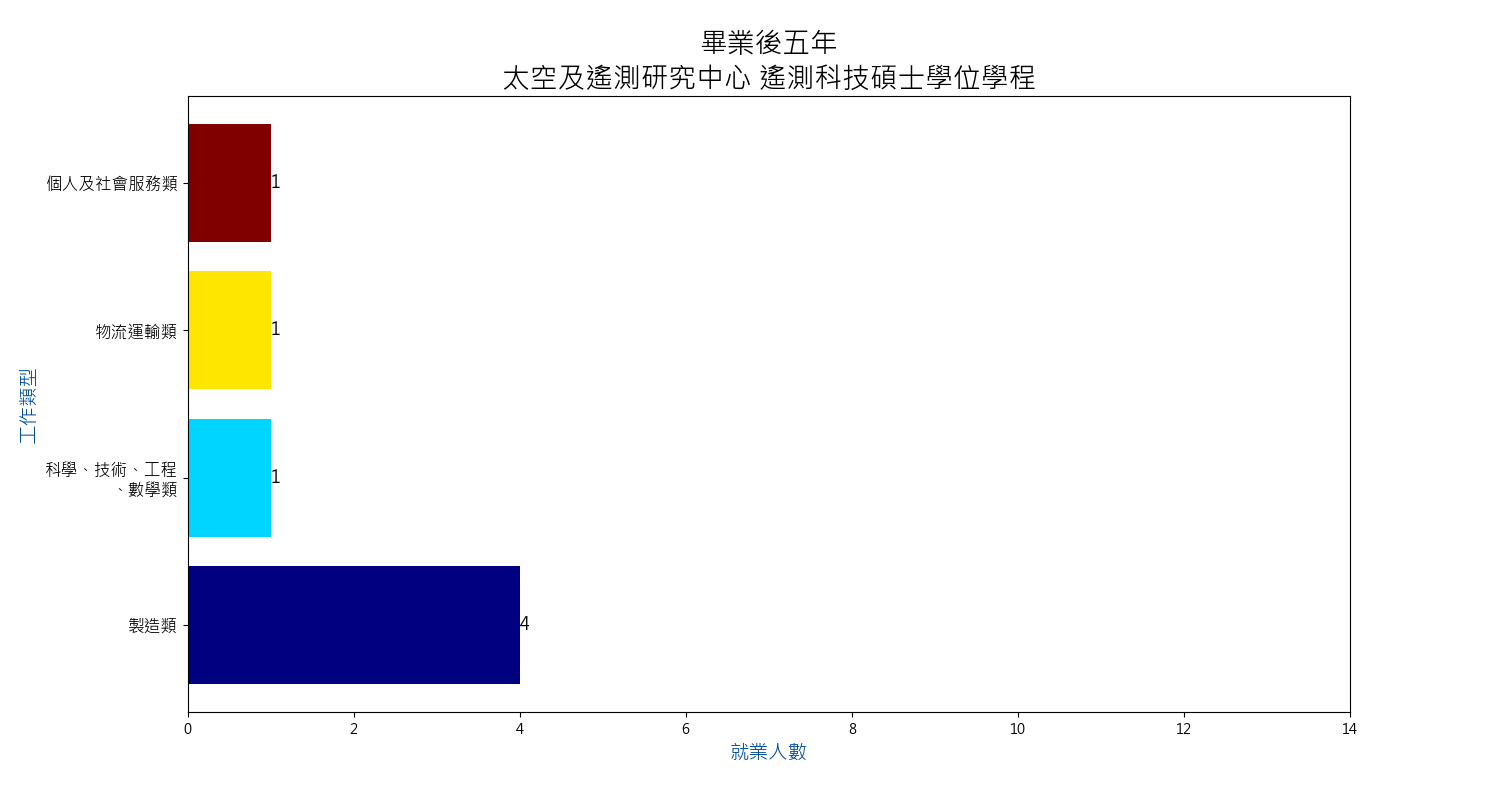 畢業後五年
太空及遙測研究中心 遙測科技碩士學位學程
個人及社會服務類
1
物流運輸類
1
科學、技術、工程
、數學類
1
製造類
4
工作類型
0 2 4 6 8 10 12 14
就業人數